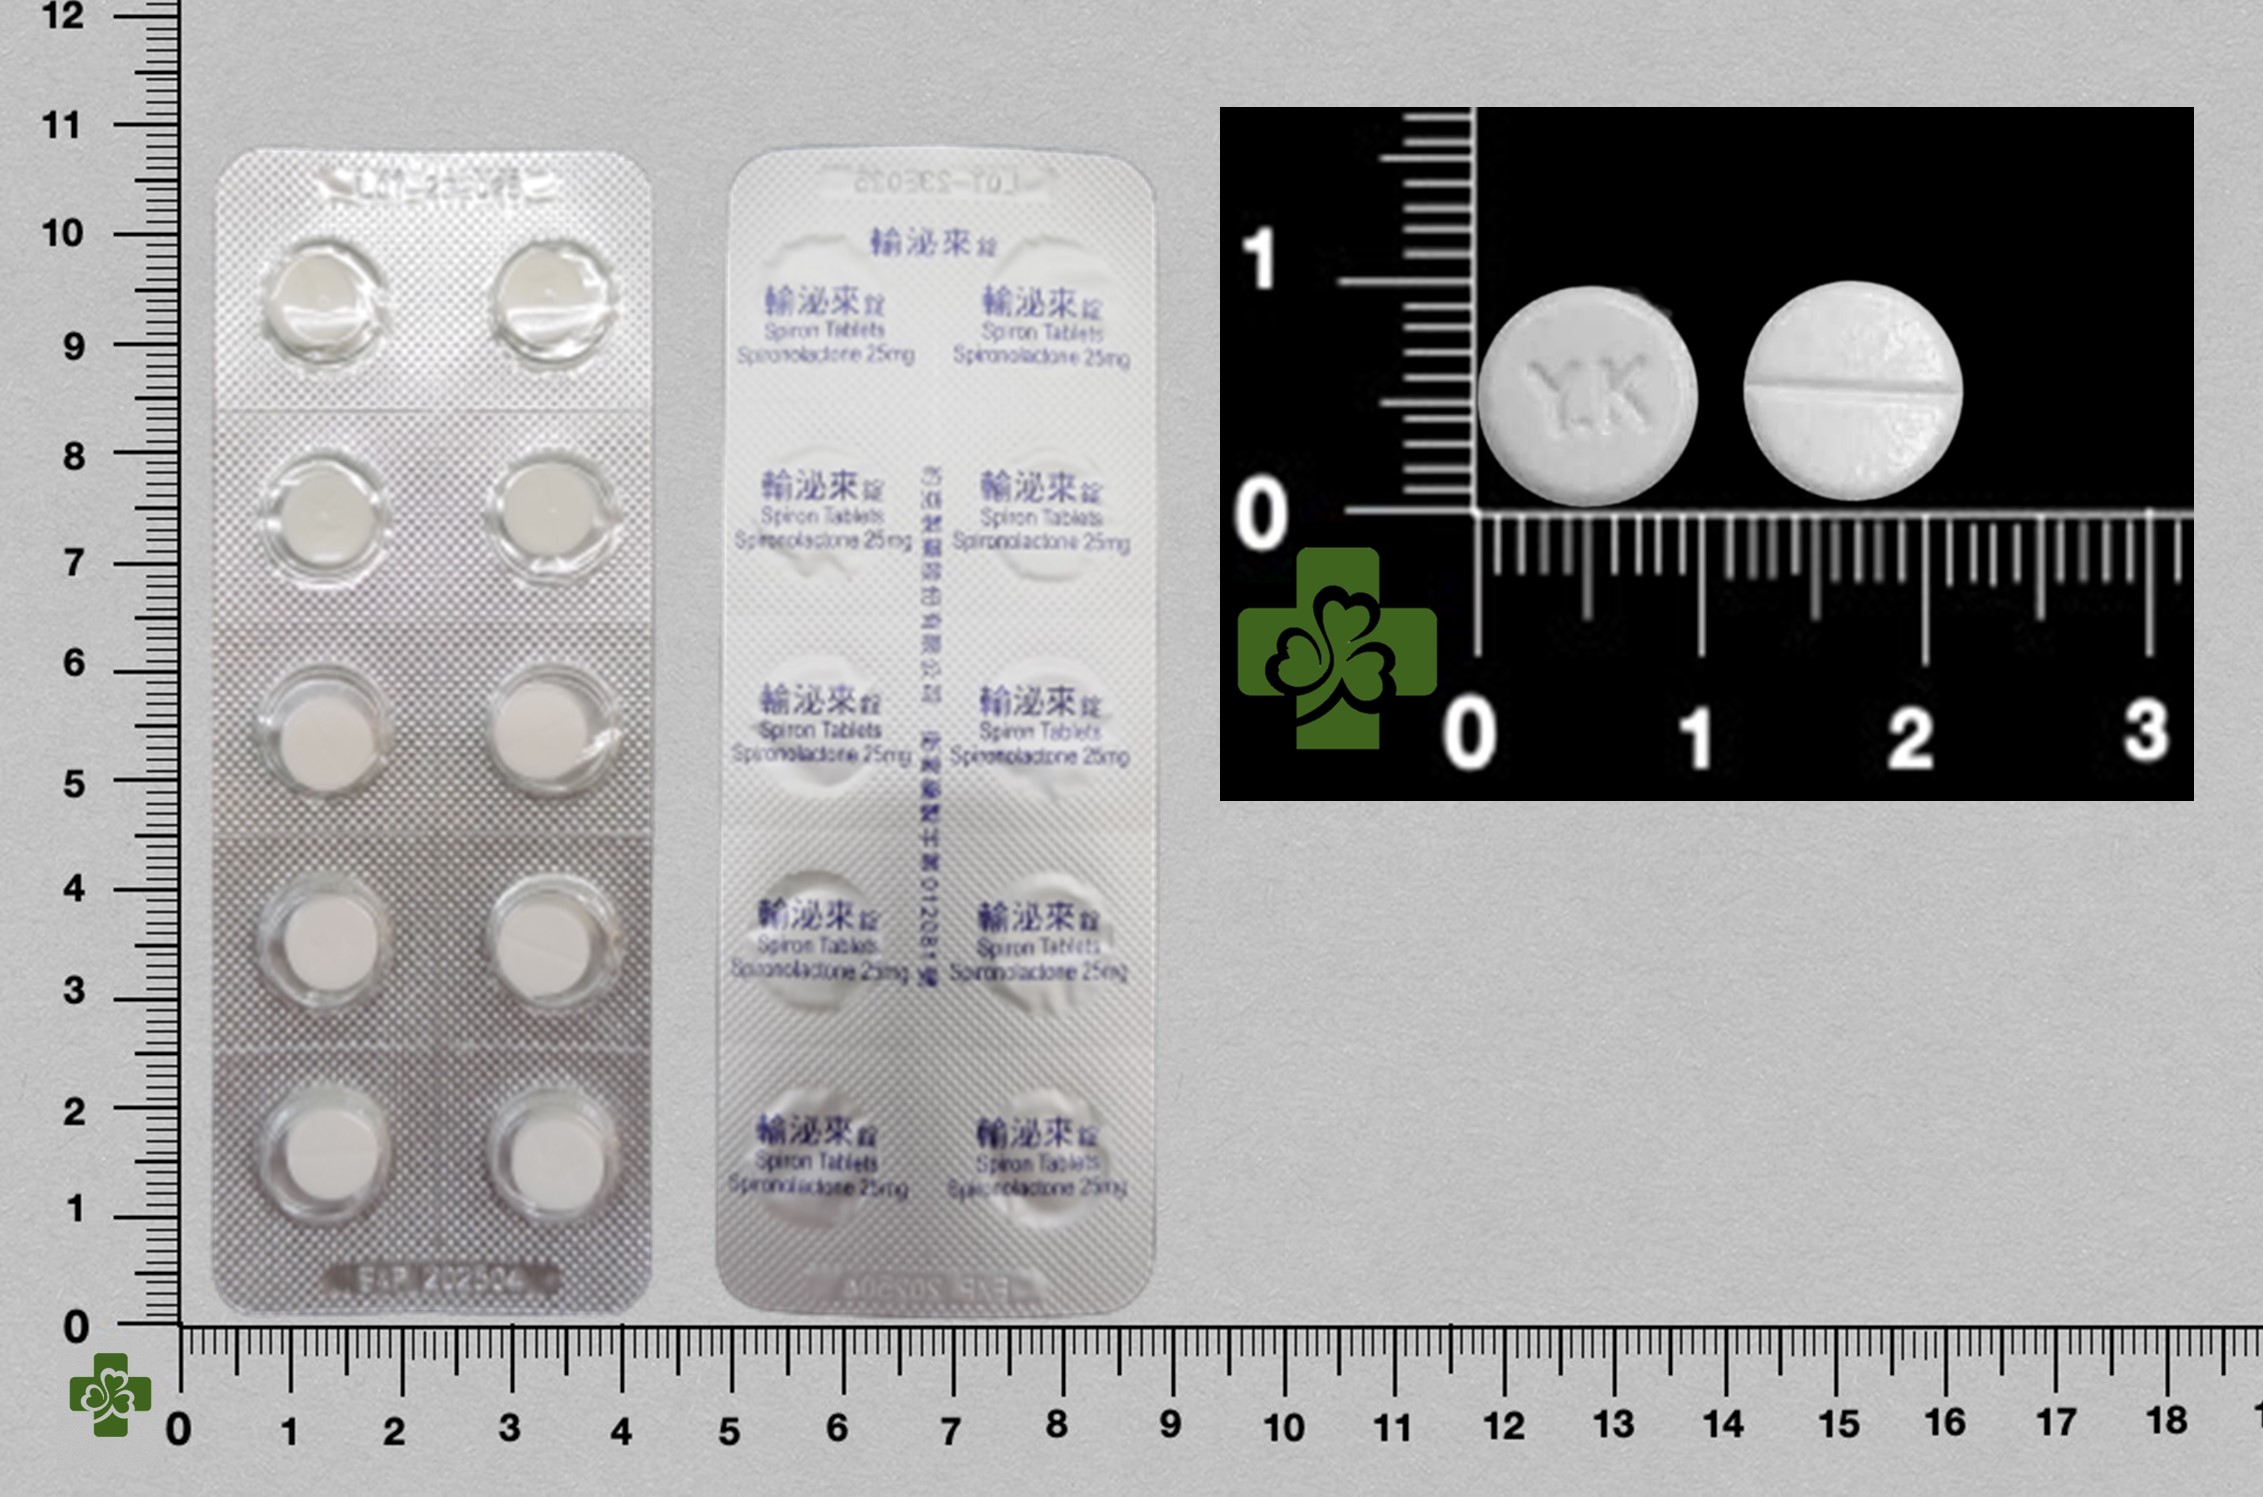 LOT-23E025
輸泌來錠
輸泌來錠
Spiron Tablets
Spironolactone 25mg
輸泌來錠
Spiron Tablets
Spironolactone 25mg
輸泌來錠
Spiron Tablets
Spironolactone 25mg
輸泌來錠
Spiron Tablets
Spironolactone 25mg
輸泌來錠
Spiron Tablets
Spironolactone 25mg
輸泌來錠
Spiron Tablets
Spironolactone 25mg
輸泌來錠
Spiron Tablets
Spironolactone 25mg
輸泌來錠
Spiron Tablets
Spironolactone 25mg
輸泌來錠
Spiron Tablets
Spironolactone 25mg
輸泌來錠
Spiron Tablets
Spironolactone 25mg
股份有限公司 012081號
EXP. 202504
EXP. 202504
Y.K
1
0
0 1 2 3
12
11
10
9
8
7
6
5
4
3
2
1
0
0 1 2 3 4 5 6 7 8 9 10 11 12 13 14 15 16 17 18